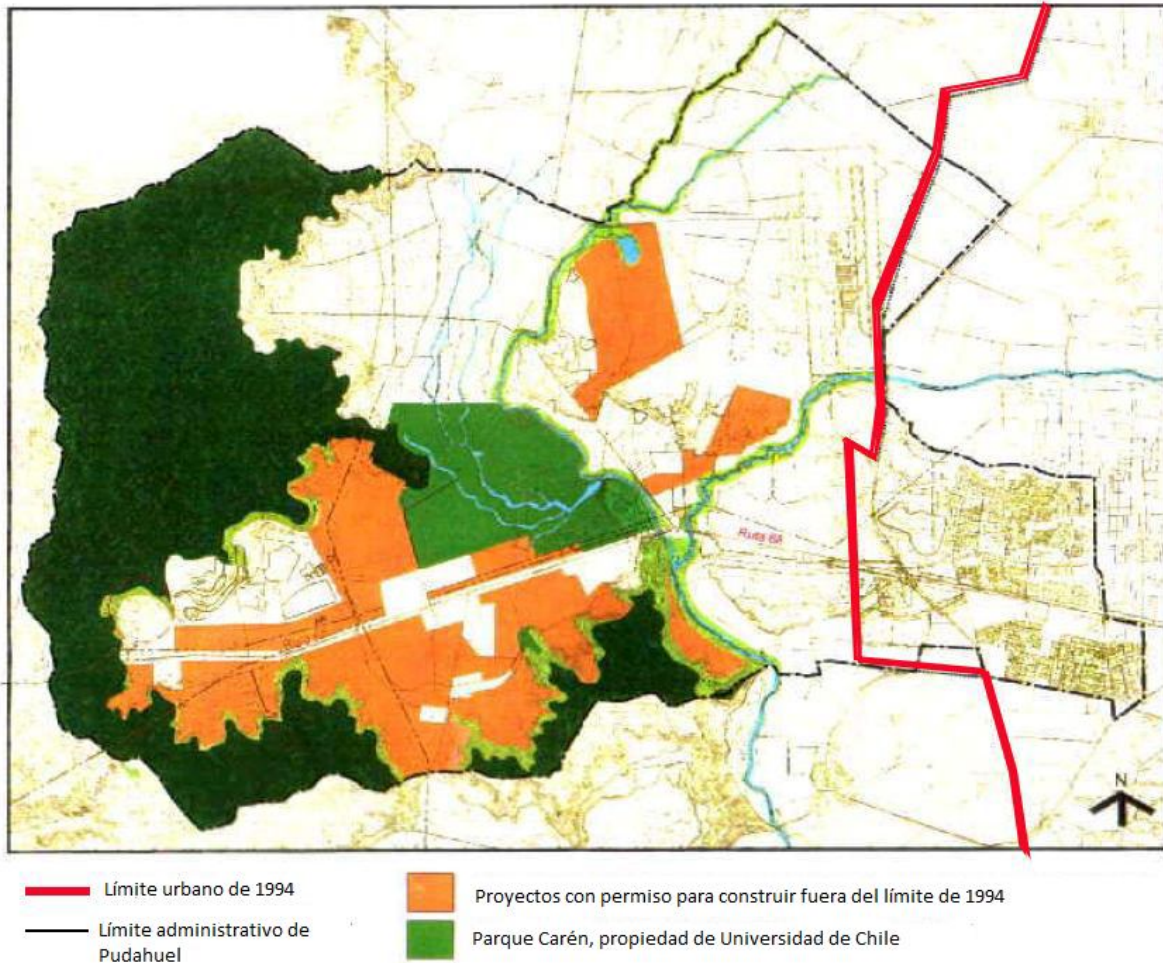 Ruta 68
N
Límite urbano de 1994
Límite administrativo de
Pudahuel
Proyectos con permiso para construir fuera del límite de 1994
Parque Carén, propiedad de Universidad de Chile